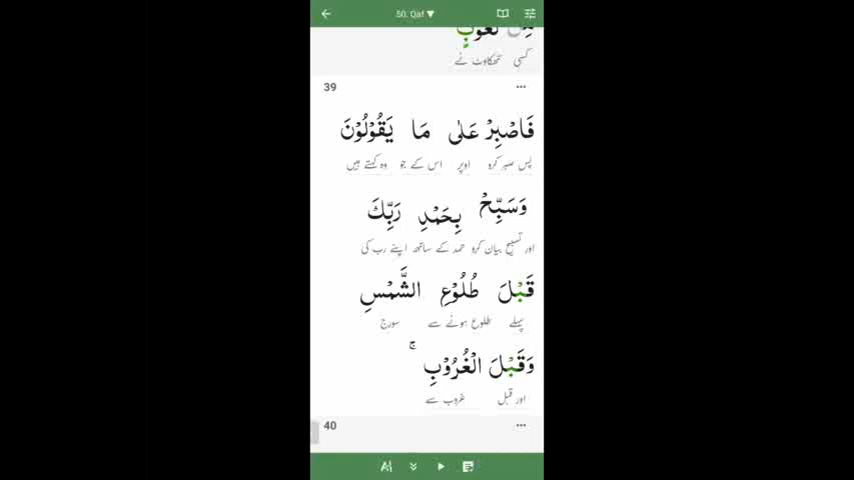 50. Qaf ▼
کسی تھکاوٹ نے
39
فَاصْبِرْ عَلٰى مَا يَقُوْلُوْنَ
پس صبر کرو اوپر اس کے جو وہ کہتے ہیں
وَسَبِّحْ بِحَمْدِ رَبِّكَ
اور تسبیح بیان کرو حمد کے ساتھ اپنے رب کی
قَبْلَ طُلُوْعِ الشَّمْسِ
پہلے طلوع ہونے سے سورج
وَقَبْلَ الْغُرُوْبِ ۚ
اور قبل غروب سے
40